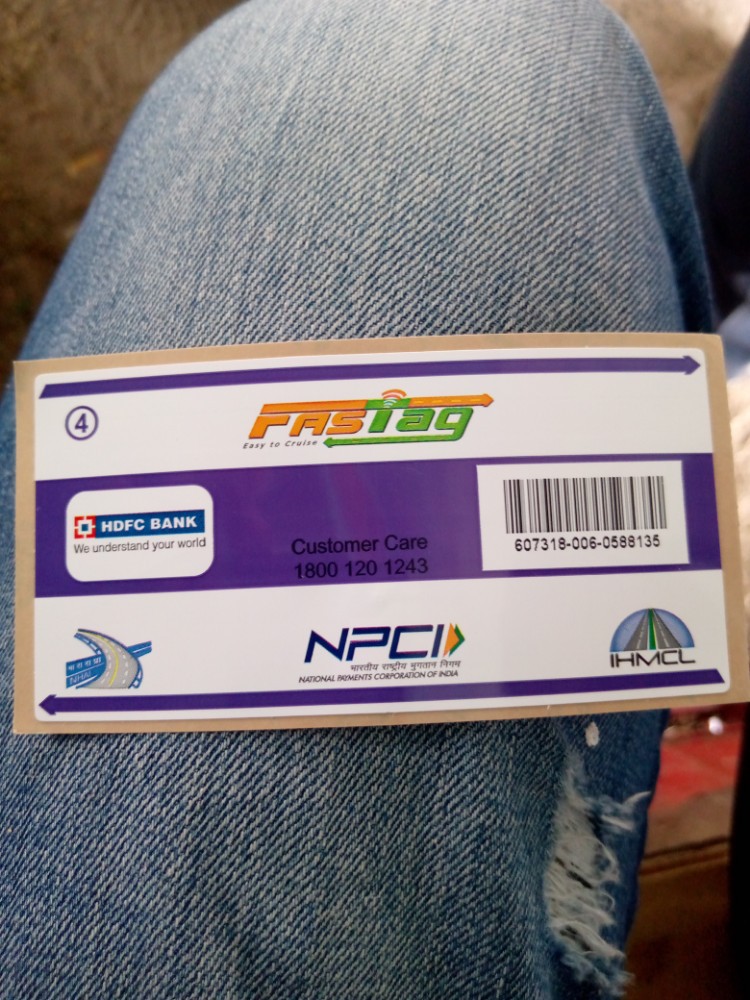 4
FASTag
Easy to Cruise
HDFC BANK
We understand your world
Customer Care
1800 120 1243
607318-006-0588135
भा रा रा प्रा
NHAI
NPCI
भारतीय राष्ट्रीय भुगतान निगम
NATIONAL PAYMENTS CORPORATION OF INDIA
IHMCL